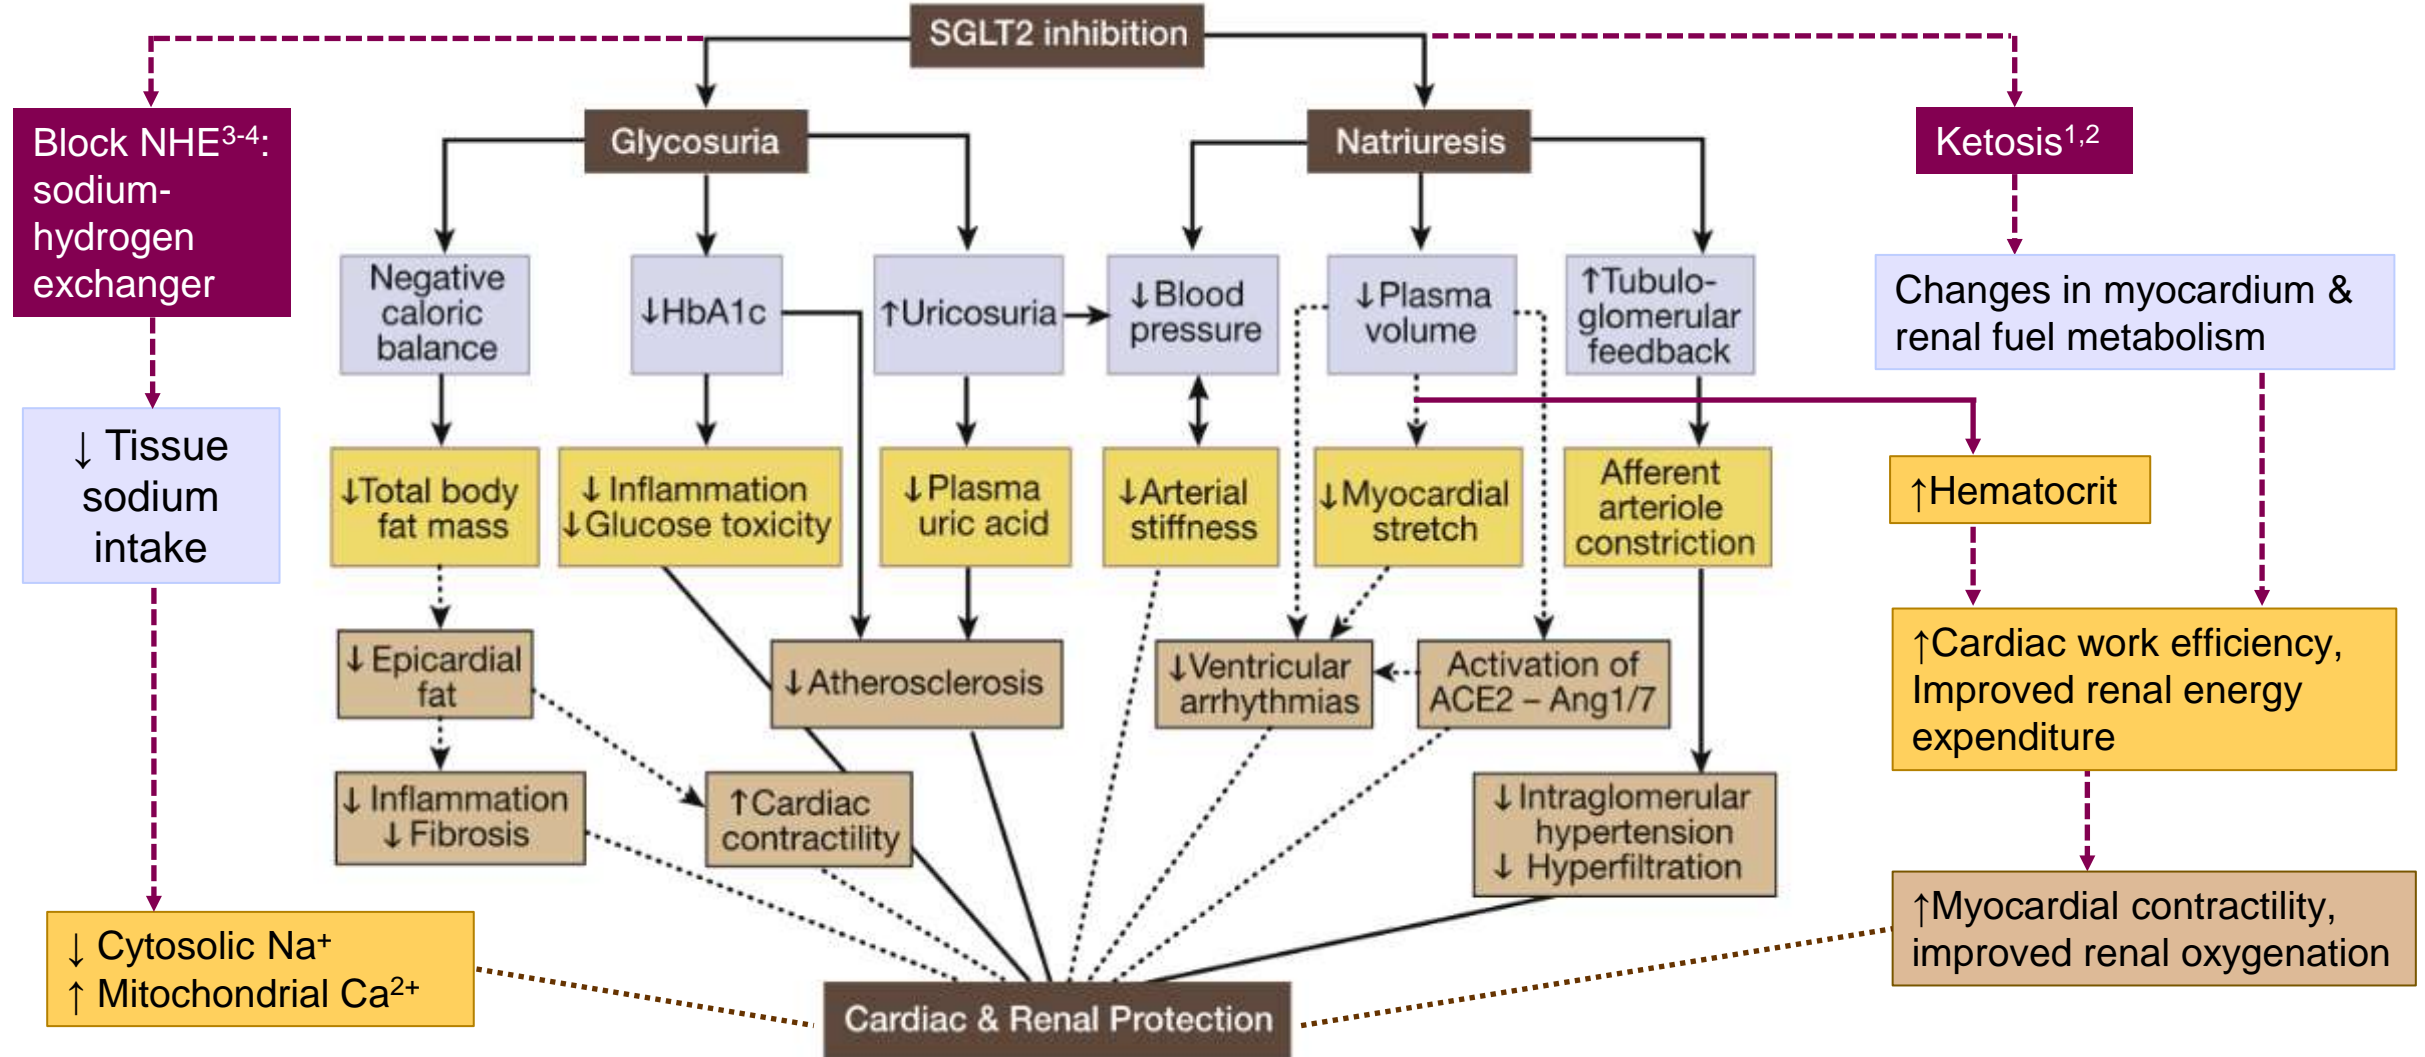 SGLT2 inhibition
Block NHE3-4:
sodium-
hydrogen
exchanger
Glycosuria
Natriuresis
Ketosis1,2
Negative
caloric
balance
↓HbA1c
↑Uricosuria
↓Blood
pressure
↓Plasma
volume
↑Tubulo-
glomerular
feedback
Changes in myocardium &
renal fuel metabolism
↓ Tissue
sodium
intake
↓Total body
fat mass
↓ Inflammation
↓Glucose toxicity
↓Plasma
uric acid
↓Arterial
stiffness
↓Myocardial
stretch
Afferent
arteriole
constriction
↑Hematocrit
↓ Epicardial
fat
↓Atherosclerosis
↓Ventricular
arrhythmias
Activation of
ACE2 – Ang1/7
↑Cardiac work efficiency,
Improved renal energy
expenditure
↓ Inflammation
↓ Fibrosis
↑Cardiac
contractility
↓ Intraglomerular
hypertension
↓ Hyperfiltration
↑Myocardial contractility,
improved renal oxygenation
↓ Cytosolic Na+
↑ Mitochondrial Ca2+
Cardiac & Renal Protection